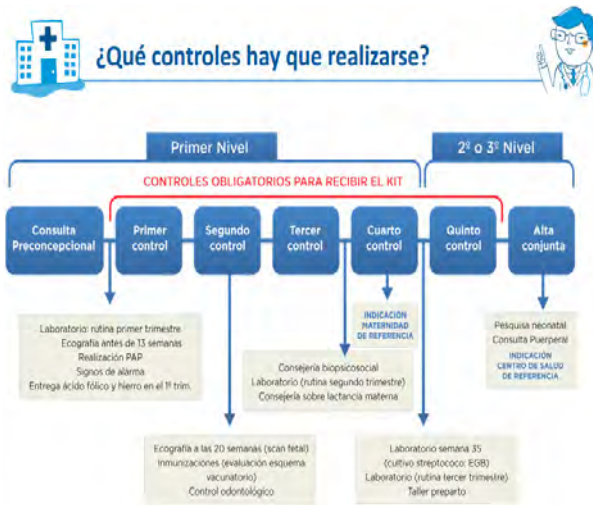 ¿Qué controles hay que realizarse?
Primer Nivel
2º o 3º Nivel
CONTROLES OBLIGATORIOS PARA RECIBIR EL KIT
Consulta
Preconcepcional
Primer
control
Segundo
control
Tercer
control
Cuarto
control
Quinto
control
Alta
conjunta
Laboratorio: rutina primer trimestre
Ecografía antes de 13 semanas
Realización PAP
Signos de alarma
Entrega ácido fólico y hierro en el 1º trim.
INDICACIÓN
MATERNIDAD
DE REFERENCIA
Pesquisa neonatal
Consulta Puerperal
INDICACIÓN
CENTRO DE SALUD
DE REFERENCIA
Consejería biopsicosocial
Laboratorio (rutina segundo trimestre)
Consejería sobre lactancia materna
Ecografía a las 20 semanas (scan fetal)
Inmunizaciones (evaluación esquema
vacunatorio)
Control odontológico
Laboratorio semana 35
(cultivo streptococo: EGB)
Laboratorio (rutina tercer trimestre)
Taller preparto